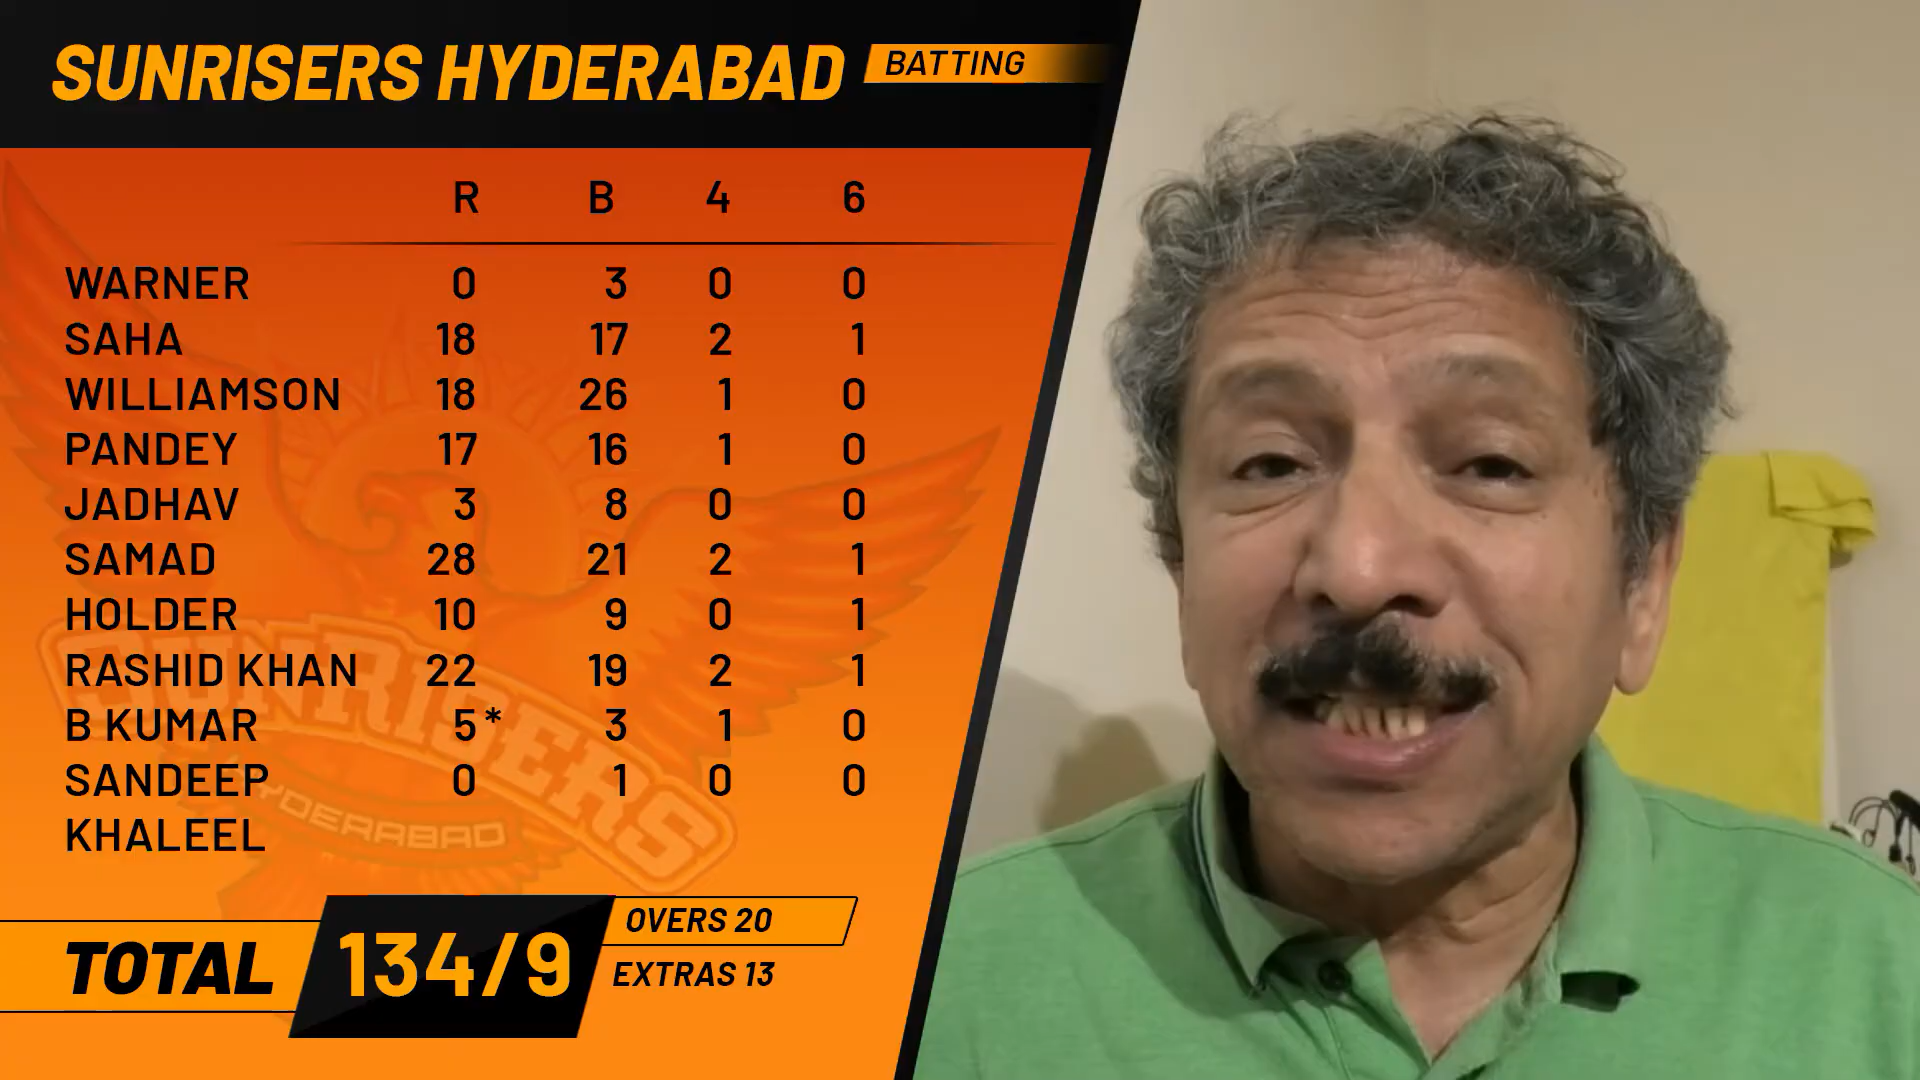 SUNRISERS HYDERABAD BATTING
R B 4 6
WARNER 0 3 0 0
SAHA 18 17 2 1
WILLIAMSON 18 26 1 0
PANDEY 17 16 1 0
JADHAV 3 8 0 0
SAMAD 28 21 2 1
HOLDER 10 9 0 1
RASHID KHAN 22 19 2 1
B KUMAR 5* 3 1 0
SANDEEP 0 1 0 0
KHALEEL
SUNRISERS
HYDERABAD
TOTAL 134/9
OVERS 20
EXTRAS 13